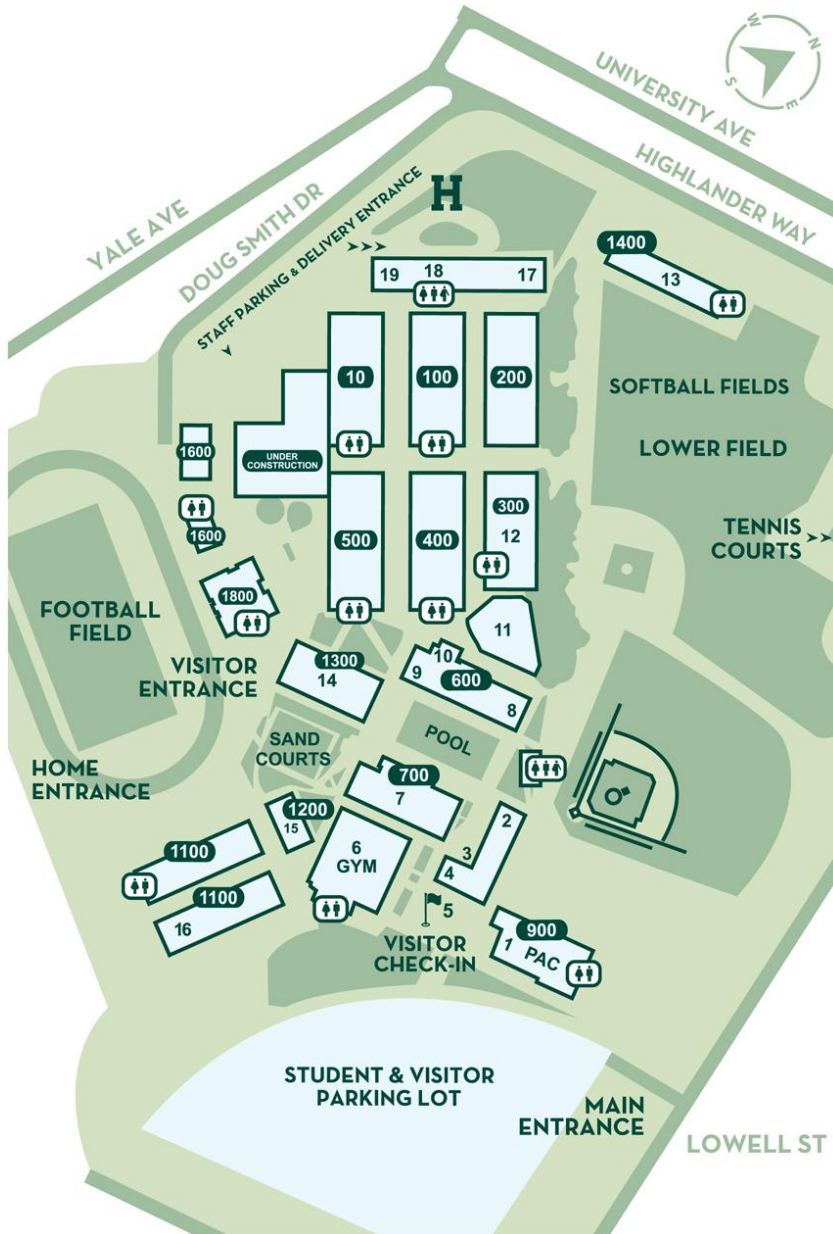 N
W
S
E
UNIVERSITY AVE
HIGHLANDER WAY
YALE AVE
DOUG SMITH DR
STAFF PARKING & DELIVERY ENTRANCE
H
1400
13
19
18
17
10
100
200
SOFTBALL FIELDS
LOWER FIELD
TENNIS
COURTS
1600
UNDER
CONSTRUCTION
1600
500
400
300
12
1800
FOOTBALL
FIELD
11
VISITOR
ENTRANCE
1300
14
10
9
600
8
SAND
COURTS
POOL
HOME
ENTRANCE
700
7
1200
15
2
3
4
6
GYM
1100
1100
16
5
VISITOR
CHECK-IN
900
1
PAC
STUDENT & VISITOR
PARKING LOT
MAIN
ENTRANCE
LOWELL ST